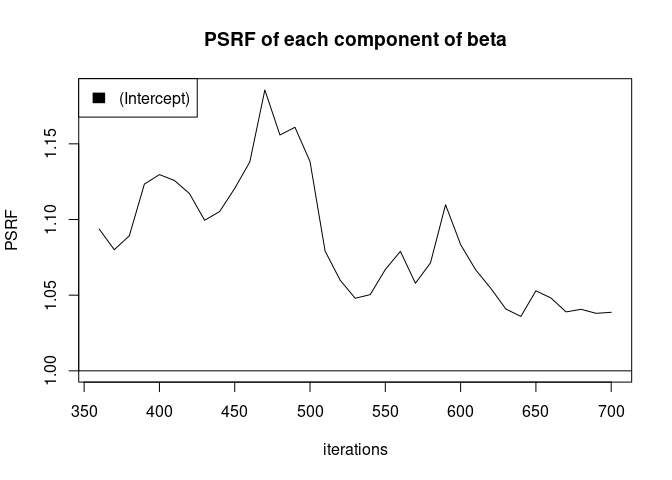 PSRF of each component of beta
(Intercept)
PSRF
1.15
1.10
1.05
1.00
350 400 450 500 550 600 650 700
iterations